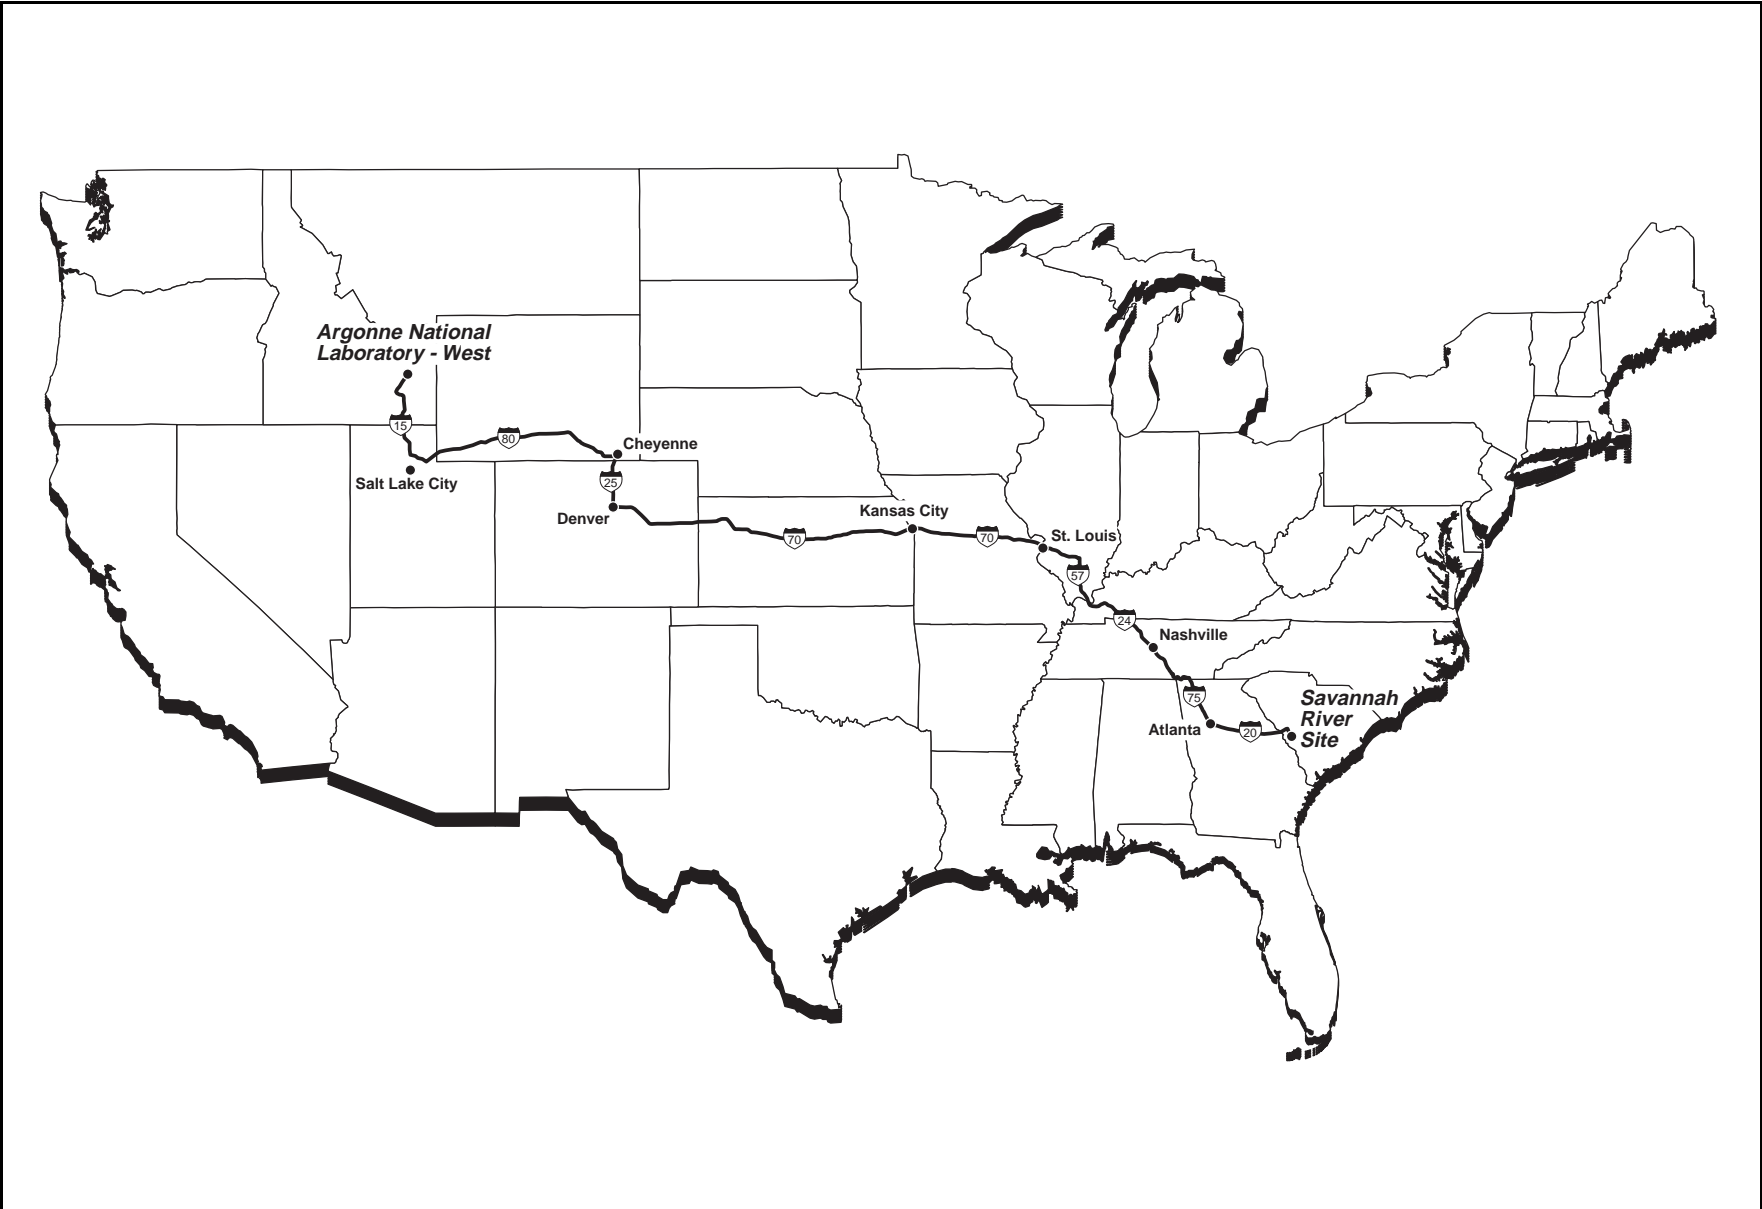 Argonne National
Laboratory - West
15
80
Cheyenne
Salt Lake City
25
Denver
Kansas City
70
70
St. Louis
57
24
Nashville
75
Savannah
River
Site
Atlanta
20